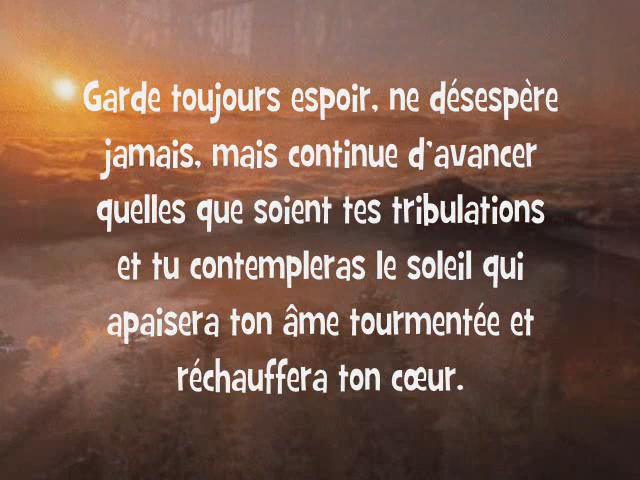 Garde toujours espoir, ne désespère
jamais, mais continue d'avancer
quelles que soient tes tribulations
et tu contempleras le soleil qui
apaisera ton âme tourmentée et
réchauffera ton cœur.